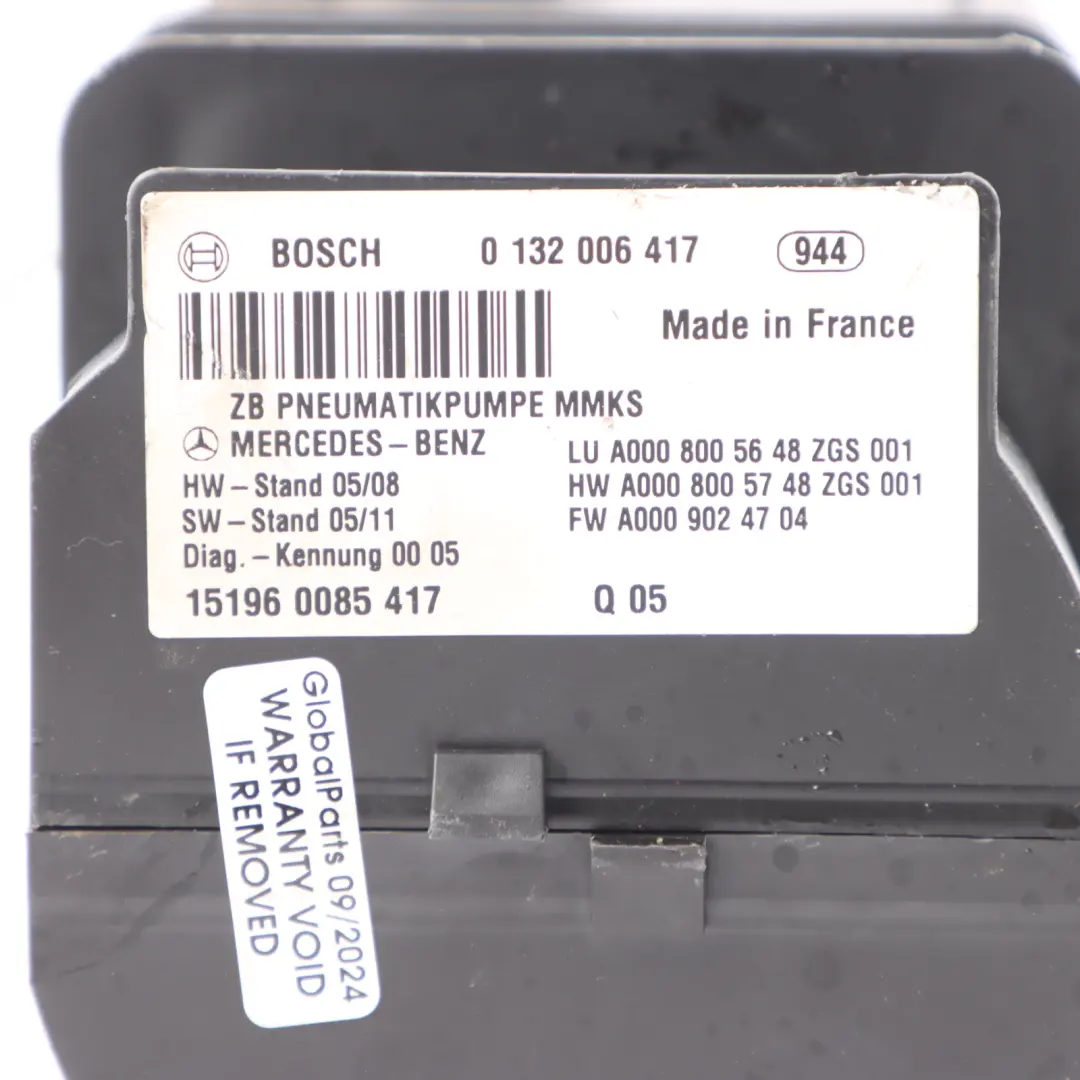 BOSCH 0 132 006 417 944
Made in France
ZB PNEUMATIKPUMPE MMKS
MERCEDES-BENZ
LU A000 800 56 48 ZGS 001
HW-Stand 05/08
HW A000 800 57 48 ZGS 001
SW-Stand 05/11
FW A000 902 47 04
Diag.-Kennung 00 05
15196 0085 417 Q 05
GlobalParts 09/2024
WARRANTY VOID
IF REMOVED